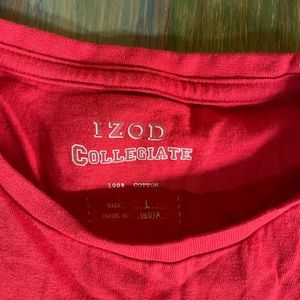 IZOD
COLLEGIATE
100% COTTON
SIZE ...L....
MADE IN INDIA